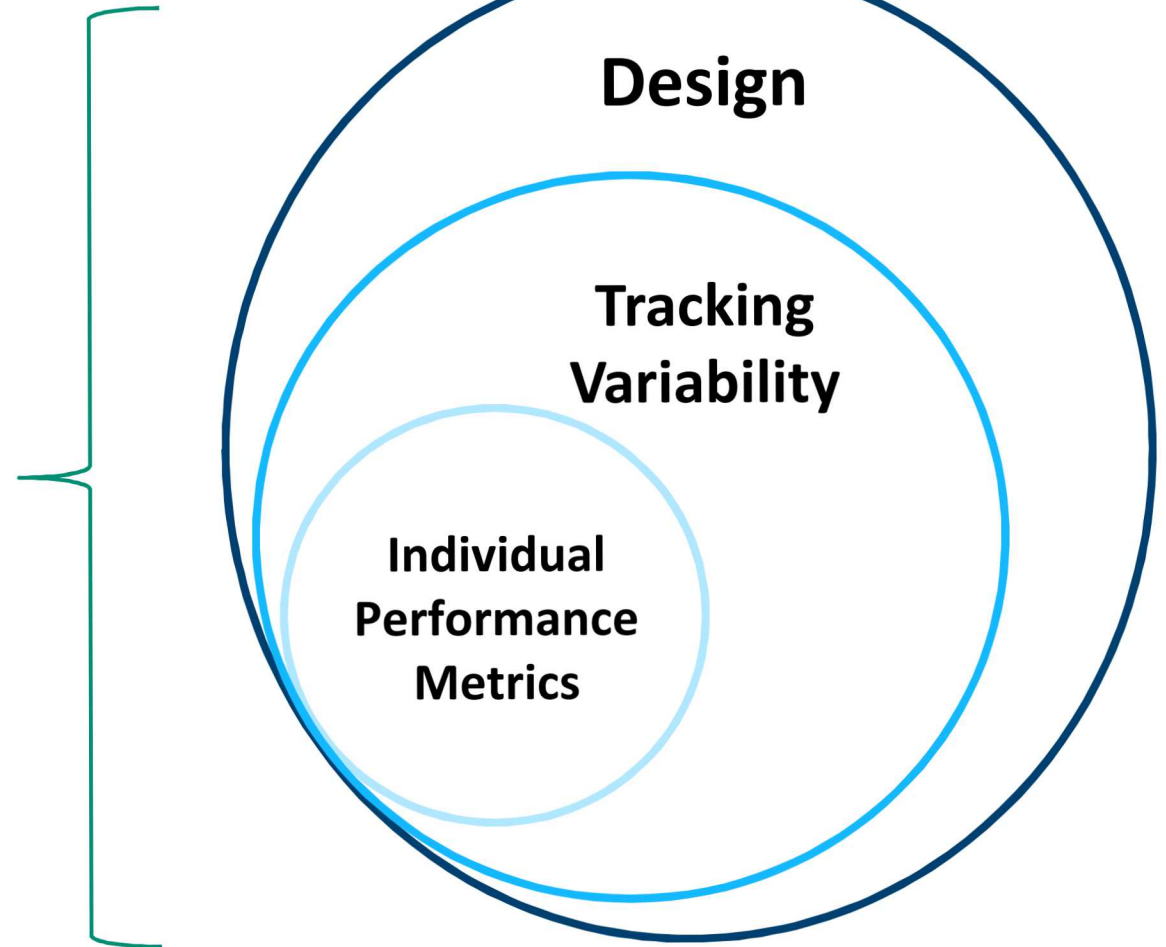 Design
Tracking
Variability
Individual
Performance
Metrics